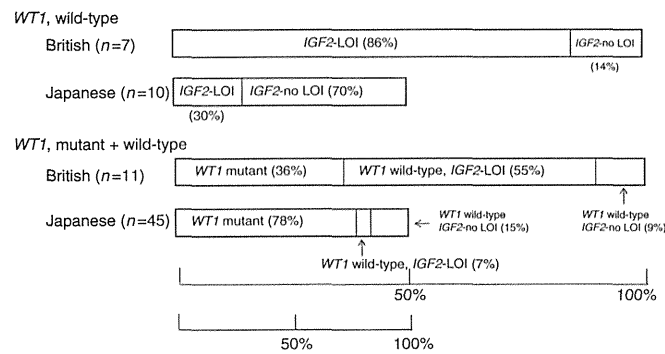 WT1, wild-type
British (n=7)
IGF2-LOI (86%)
IGF2-no LOI
(14%)
Japanese (n=10)
IGF2-LOI
IGF2-no LOI (70%)
(30%)
WT1, mutant + wild-type
British (n=11)
WT1 mutant (36%)
WT1 wild-type, IGF2-LOI (55%)
Japanese (n=45)
WT1 mutant (78%)
WT1 wild-type
IGF2-no LOI (15%)
WT1 wild-type
IGF2-no LOI (9%)
WT1 wild-type, IGF2-LOI (7%)
50%
100%
50%
100%